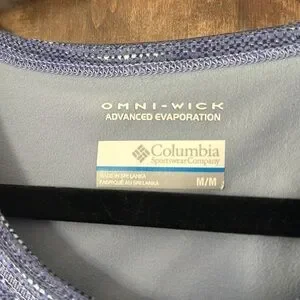 OMNI-WICK
ADVANCED EVAPORATION
Columbia
Sportswear Company
MADE IN SRI LANKA
FABRIQUÉ AU SRI LANKA
M/M